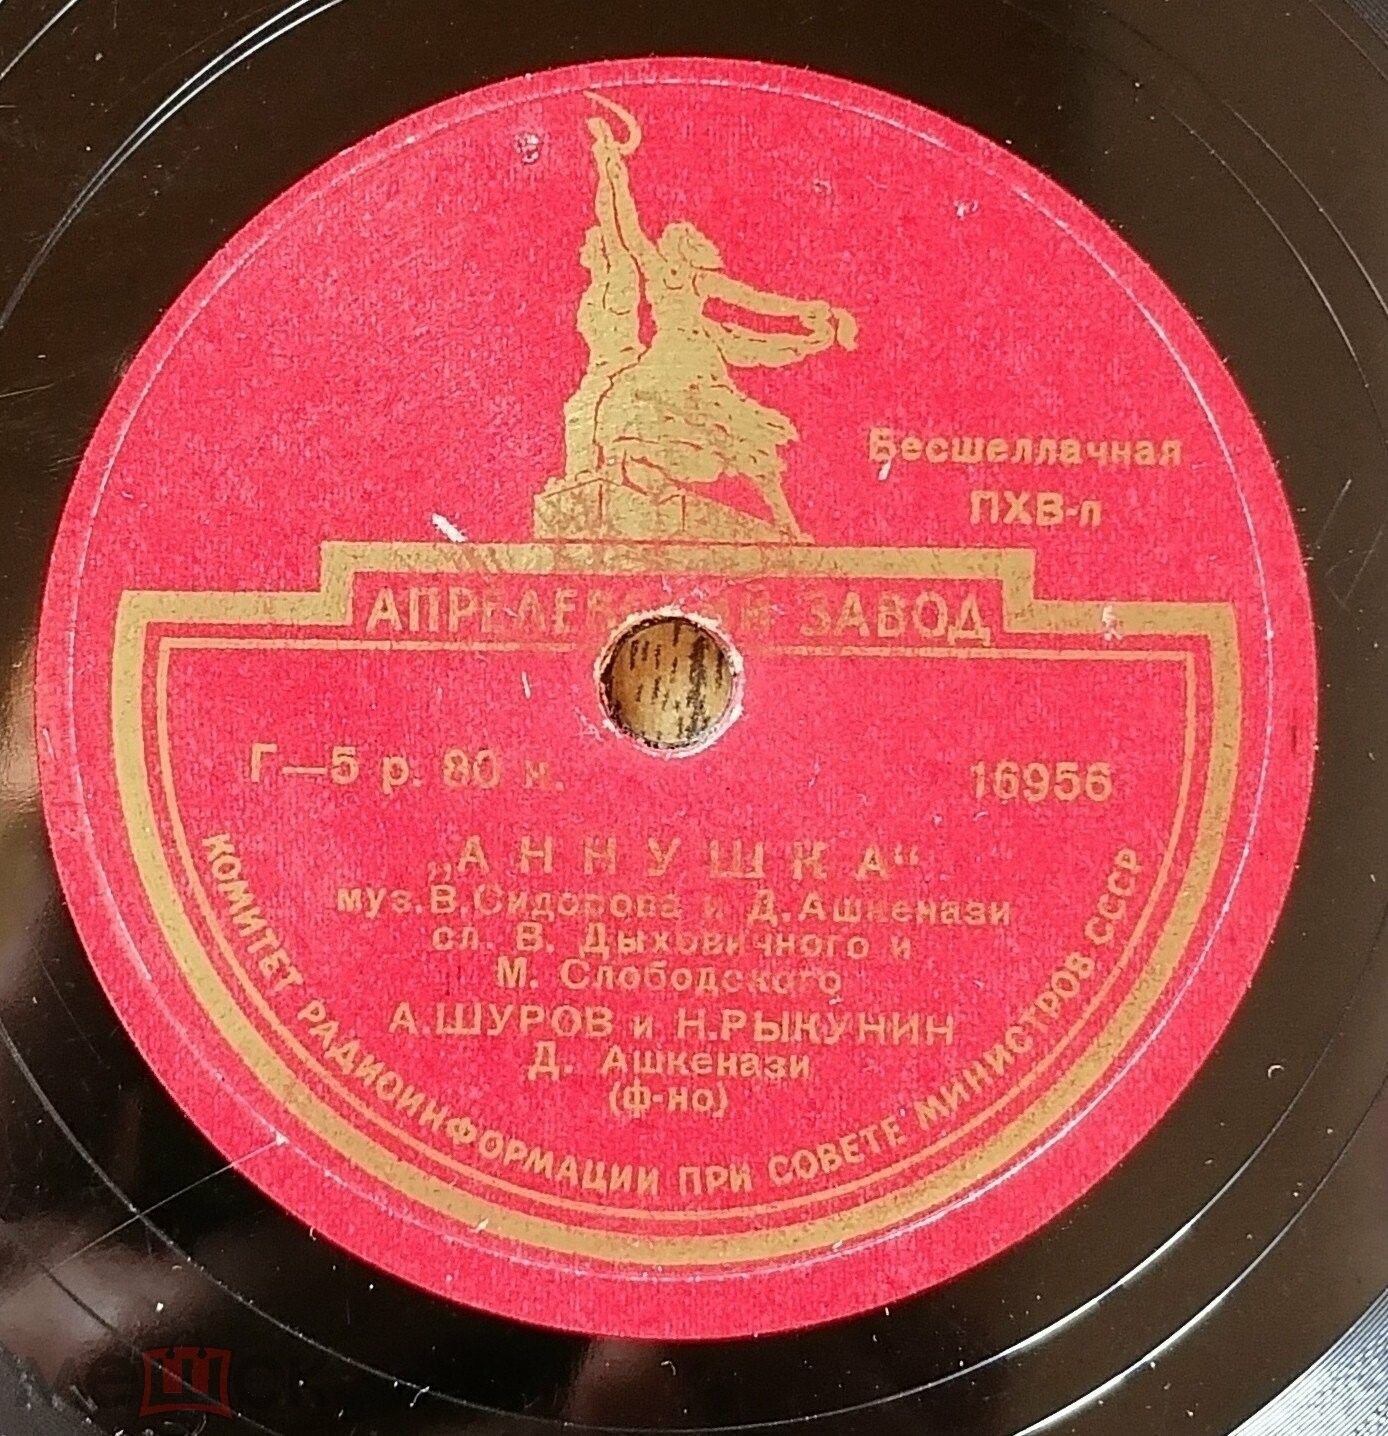 Бесшеллачная
ПХВ-п
АПРЕЛЕВСКИЙ ЗАВОД
Г—5 р. 80 к.
16956
„АННУШКА“
муз. В. Сидорова и Д. Ашкенази
сл. В. Дыховичного и
М. Слободского
А. ШУРОВ и Н. РЫКУНИН
Д. Ашкенази
(ф-но)
КОМИТЕТ РАДИОИНФОРМАЦИИ ПРИ СОВЕТЕ МИНИСТРОВ СССР
мешок